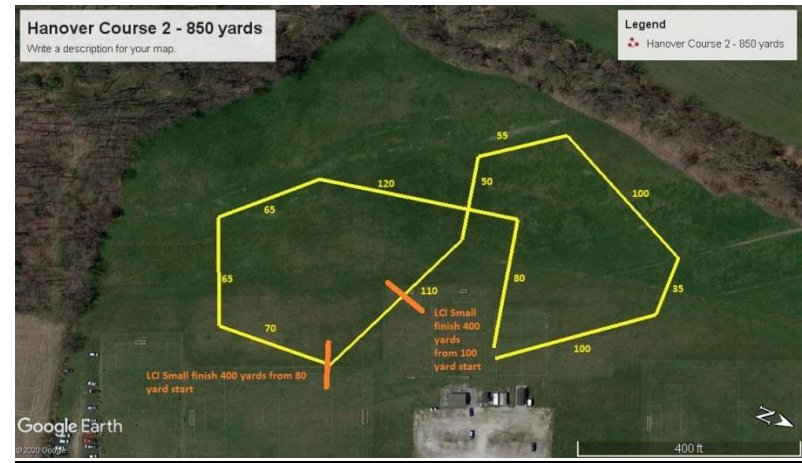 Hanover Course 2 - 850 yards
Write a description for your map.
Legend
Hanover Course 2 - 850 yards
55
120
50
100
65
65
80
110
35
70
100
LCI Small
finish 400
yards
from 100
yard start
LCI Small finish 400 yards from 80
yard start
Google Earth
©2020 Google
400 ft
N